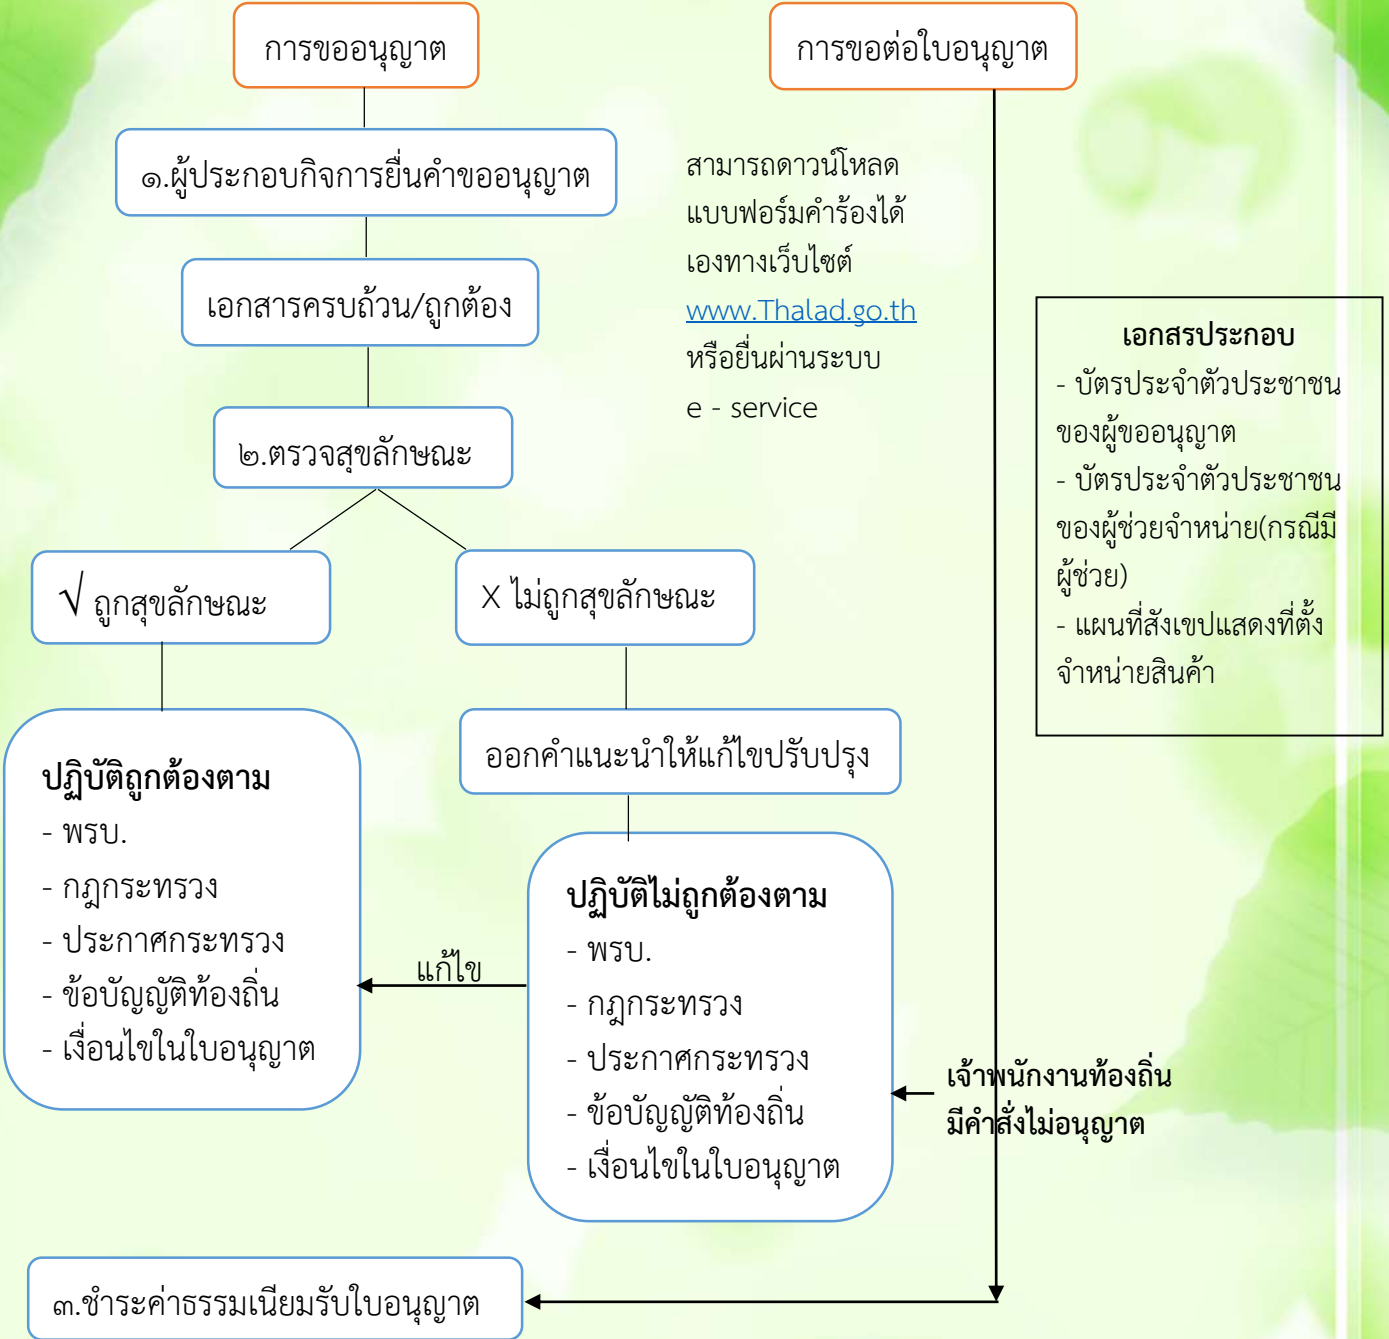 การขออนุญาต
การขอต่อใบอนุญาต
๑.ผู้ประกอบกิจการยื่นคำขออนุญาต
เอกสารครบถ้วน/ถูกต้อง
๒.ตรวจสุขลักษณะ
สามารถดาวน์โหลด
แบบฟอร์มคำร้องได้
เองทางเว็บไซต์
www.Thalad.go.th
หรือยื่นผ่านระบบ
e - service
เอกสรประกอบ
- บัตรประจำตัวประชาชน
ของผู้ขออนุญาต
- บัตรประจำตัวประชาชน
ของผู้ช่วยจำหน่าย(กรณีมี
ผู้ช่วย)
- แผนที่สังเขปแสดงที่ตั้ง
จำหน่ายสินค้า
√ ถูกสุขลักษณะ
X ไม่ถูกสุขลักษณะ
ออกคำแนะนำให้แก้ไขปรับปรุง
ปฏิบัติถูกต้องตาม
- พรบ.
- กฎกระทรวง
- ประกาศกระทรวง
- ข้อบัญญัติท้องถิ่น
- เงื่อนไขในใบอนุญาต
แก้ไข
ปฏิบัติไม่ถูกต้องตาม
- พรบ.
- กฎกระทรวง
- ประกาศกระทรวง
- ข้อบัญญัติท้องถิ่น
- เงื่อนไขในใบอนุญาต
เจ้าพนักงานท้องถิ่น
มีคำสั่งไม่อนุญาต
๓.ชำระค่าธรรมเนียมรับใบอนุญาต